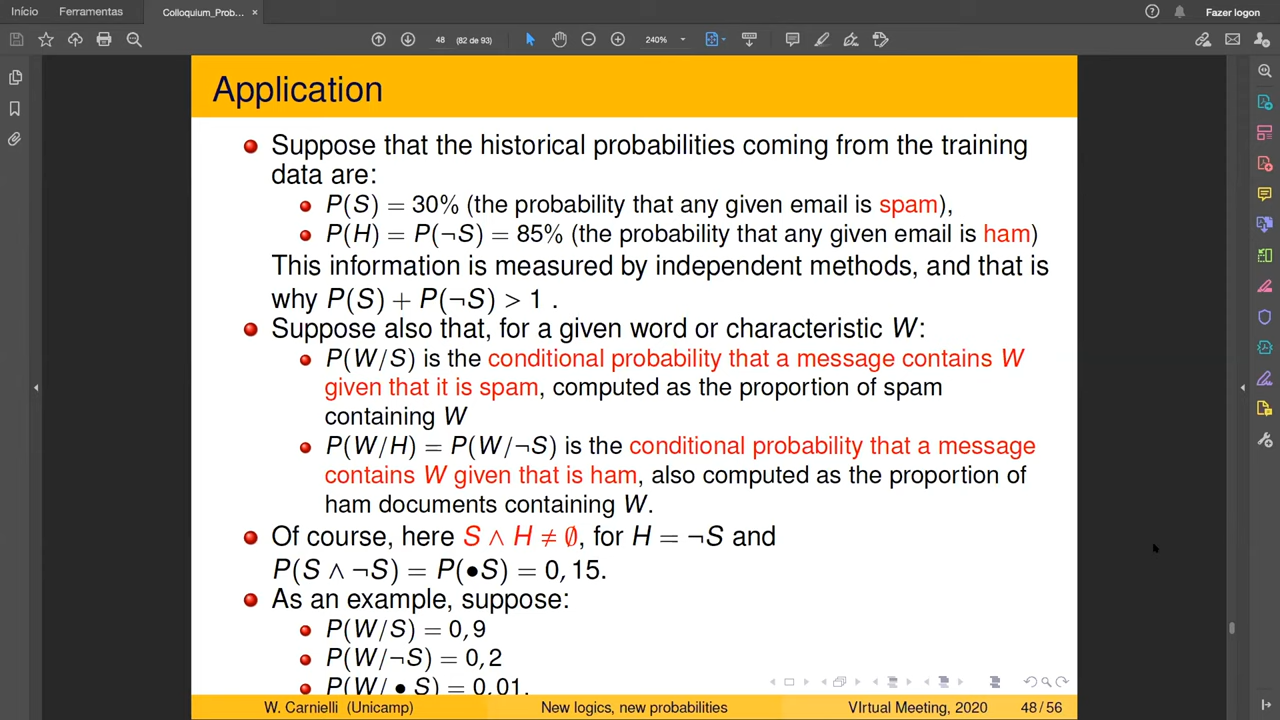 Início Ferramentas Colloquium_Prob... ×
Fazer logon
48 (82 de 93) 240%
Application
Suppose that the historical probabilities coming from the training
data are:
P(S) = 30% (the probability that any given email is spam),
P(H) = P(¬S) = 85% (the probability that any given email is ham)
This information is measured by independent methods, and that is
why P(S) + P(¬S) > 1 .
Suppose also that, for a given word or characteristic W:
P(W/S) is the conditional probability that a message contains W
given that it is spam, computed as the proportion of spam
containing W
P(W/H) = P(W/¬S) is the conditional probability that a message
contains W given that is ham, also computed as the proportion of
ham documents containing W.
Of course, here S ∧ H ≠ ∅, for H = ¬S and
P(S ∧ ¬S) = P(●S) = 0, 15.
As an example, suppose:
P(W/S) = 0, 9
P(W/¬S) = 0, 2
P(W/ ● S) = 0, 01.
W. Carnielli (Unicamp) New logics, new probabilities VIrtual Meeting, 2020 48 / 56